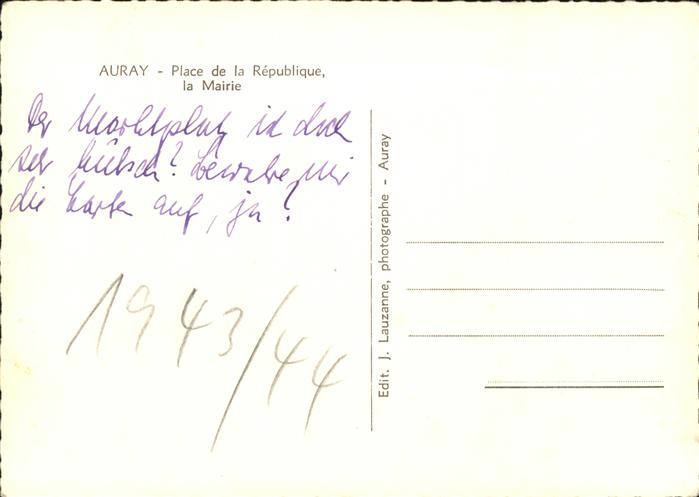 AURAY - Place de la République,
la Mairie
Der Marktplatz ist doch
sehr hübsch? Bewahre mir
die Karten auf, ja?
1943/44
Edit. J. Lauzanne, photographe - Auray